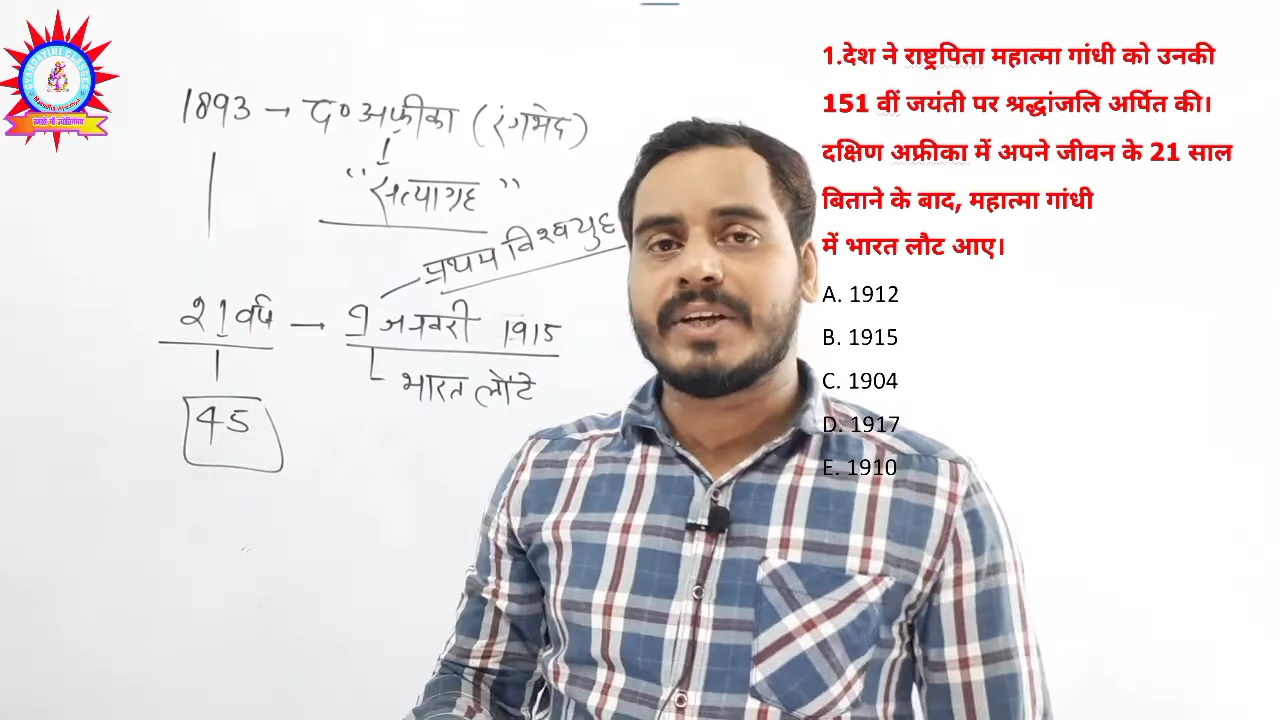 1893 → द० अफ्रीका (रंगभेद)
"सत्याग्रह"
प्रथम विश्वयुद्ध
21 वर्ष → 9 जनवरी 1915
भारत लौटे
45
1.देश ने राष्ट्रपिता महात्मा गांधी को उनकी
151 वीं जयंती पर श्रद्धांजलि अर्पित की।
दक्षिण अफ्रीका में अपने जीवन के 21 साल
बिताने के बाद, महात्मा गांधी
में भारत लौट आए।
A. 1912
B. 1915
C. 1904
D. 1917
E. 1910